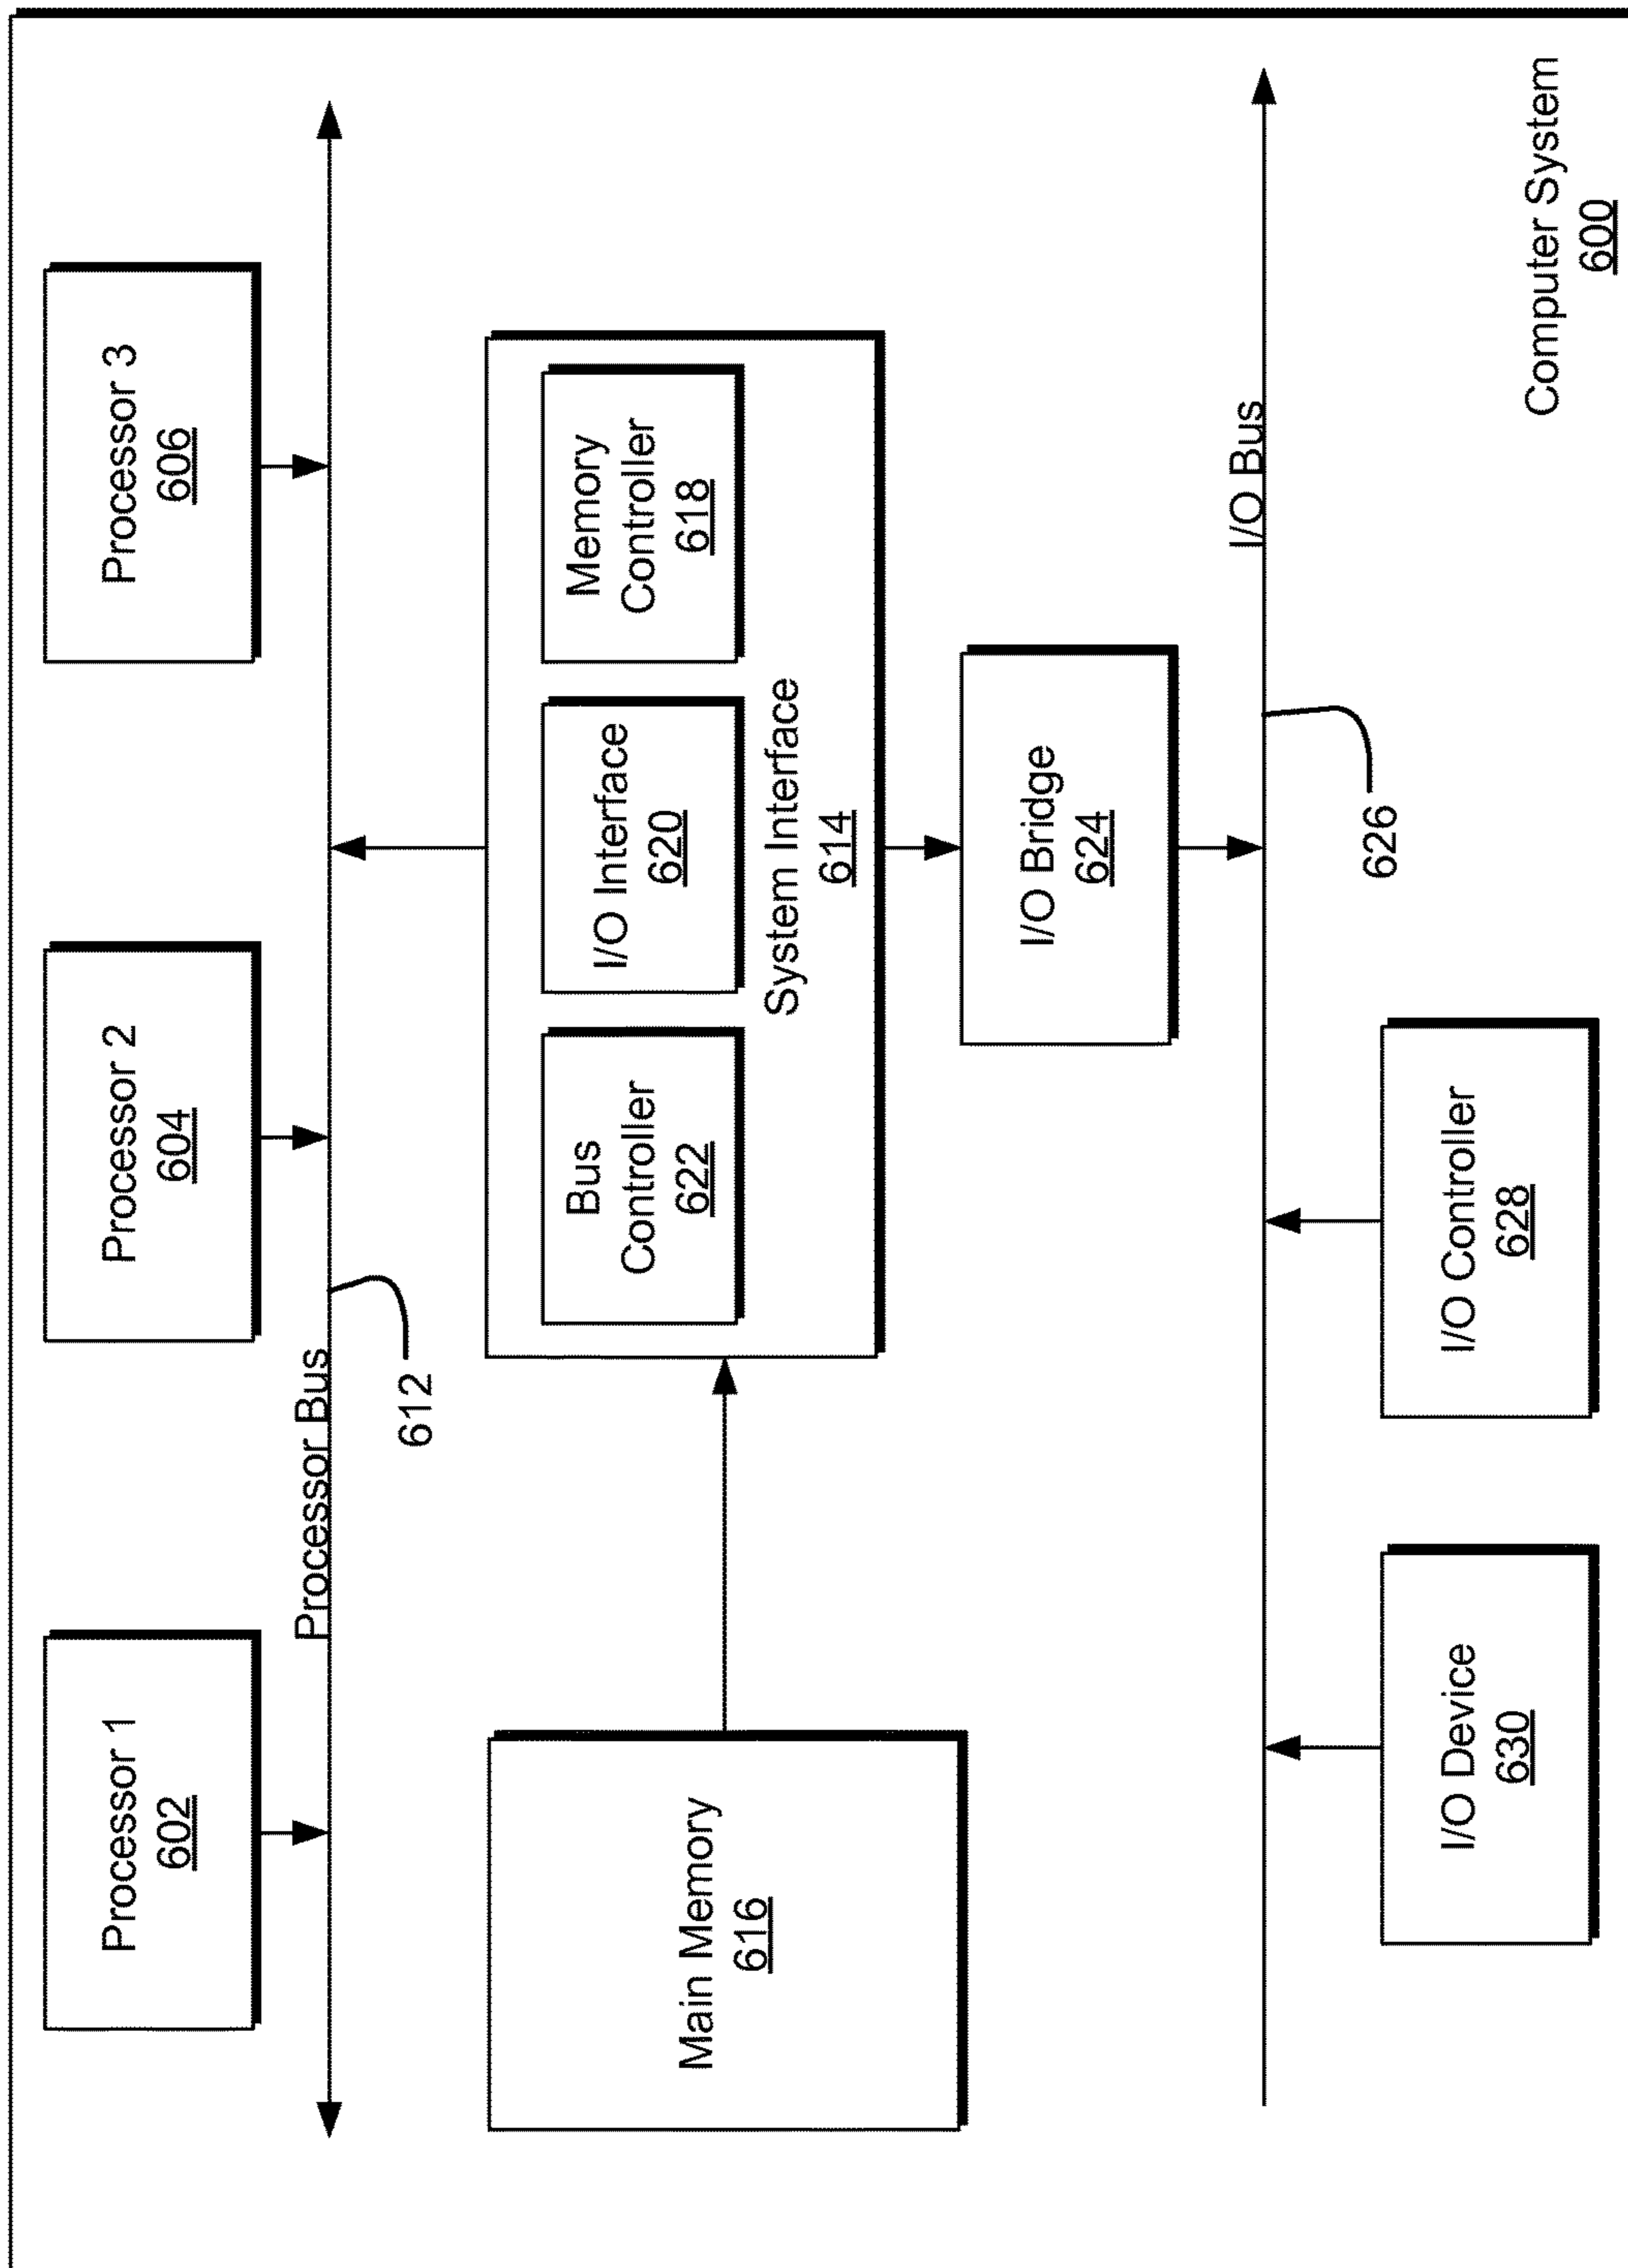 Processor 1
602
Processor 2
604
Processor 3
606
Processor Bus
612
Main Memory
616
Bus
Controller
622
I/O Interface
620
Memory
Controller
618
System Interface
614
I/O Bridge
624
I/O Bus
626
I/O Device
630
I/O Controller
628
Computer System
600